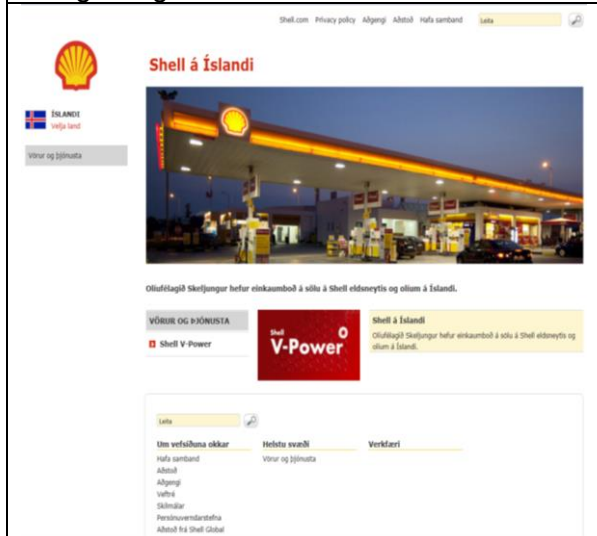 Shell.com Privacy policy Aðgengi Aðstoð Hafa samband Leita
Shell á Íslandi
ÍSLANDI
Velja land
Vörur og þjónusta
Olíufélagið Skeljungur hefur einkaumboð á sölu á Shell eldsneytis og olíum á Íslandi.
VÖRUR OG ÞJÓNUSTA
Shell V-Power
Shell
V-Power
Shell á Íslandi
Olíufélagið Skeljungur hefur einkaumboð á sölu á Shell eldsneytis og
olíum á Íslandi.
Leita
Um vefsíðuna okkar
Hafa samband
Aðstoð
Aðgengi
Veftré
Skilmálar
Persónuverndarstefna
Aðstoð frá Shell Global
Helstu svæði
Vörur og þjónusta
Verkfæri